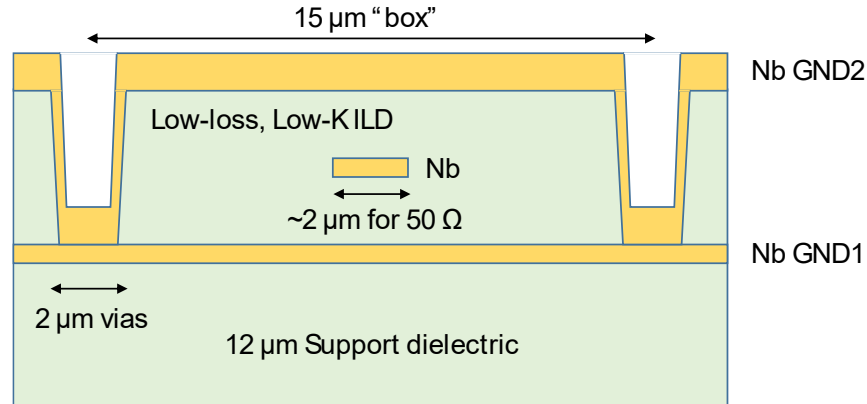 15 µm “box”
Nb GND2
Low-loss, Low-K ILD
Nb
~2 µm for 50 Ω
Nb GND1
2 µm vias
12 µm Support dielectric